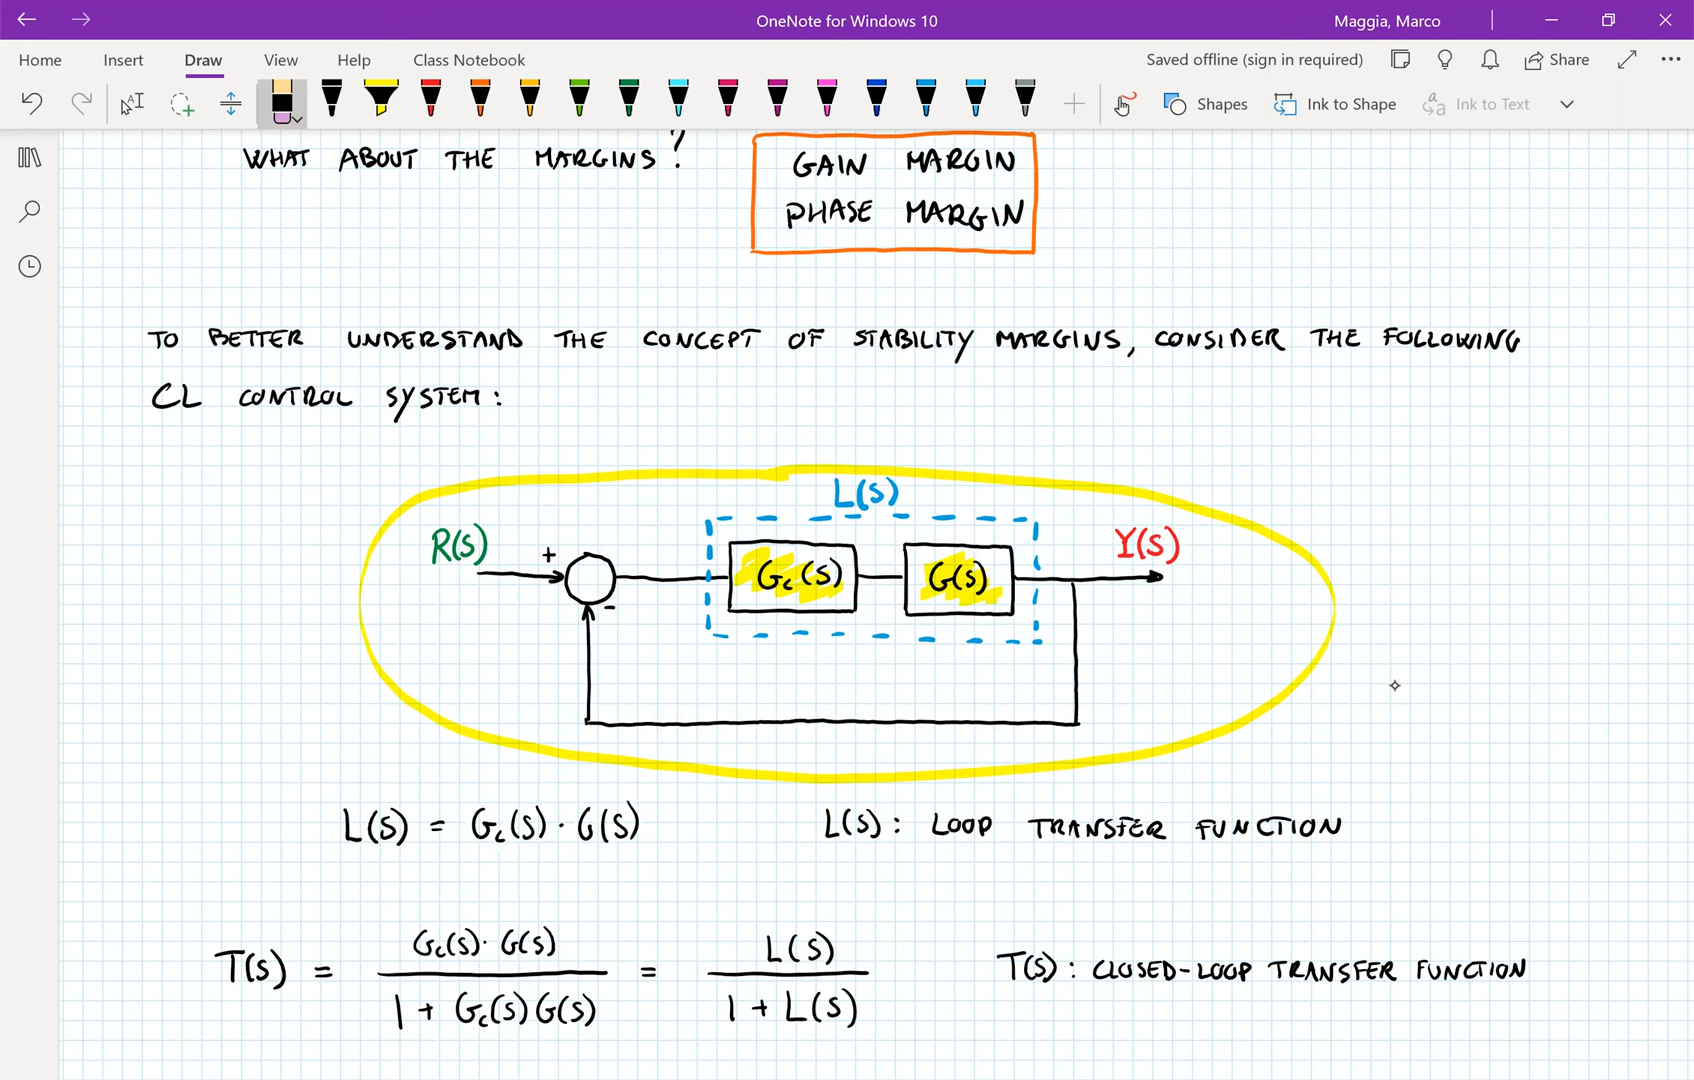 OneNote for Windows 10
Maggia, Marco
Home Insert Draw View Help Class Notebook
Saved offline (sign in required)
Share
Shapes
Ink to Shape
Ink to Text
WHAT ABOUT THE MARGINS?
GAIN MARGIN
PHASE MARGIN
TO BETTER UNDERSTAND THE CONCEPT OF STABILITY MARGINS, CONSIDER THE FOLLOWING
CL CONTROL SYSTEM:
L(S)
R(S) + Gc(S) G(S) Y(S)
-
L(S) = Gc(S) · G(S) L(S): LOOP TRANSFER FUNCTION
T(S) = Gc(S)· G(S) / 1 + Gc(S)G(S) = L(S) / 1 + L(S) T(S): CLOSED-LOOP TRANSFER FUNCTION